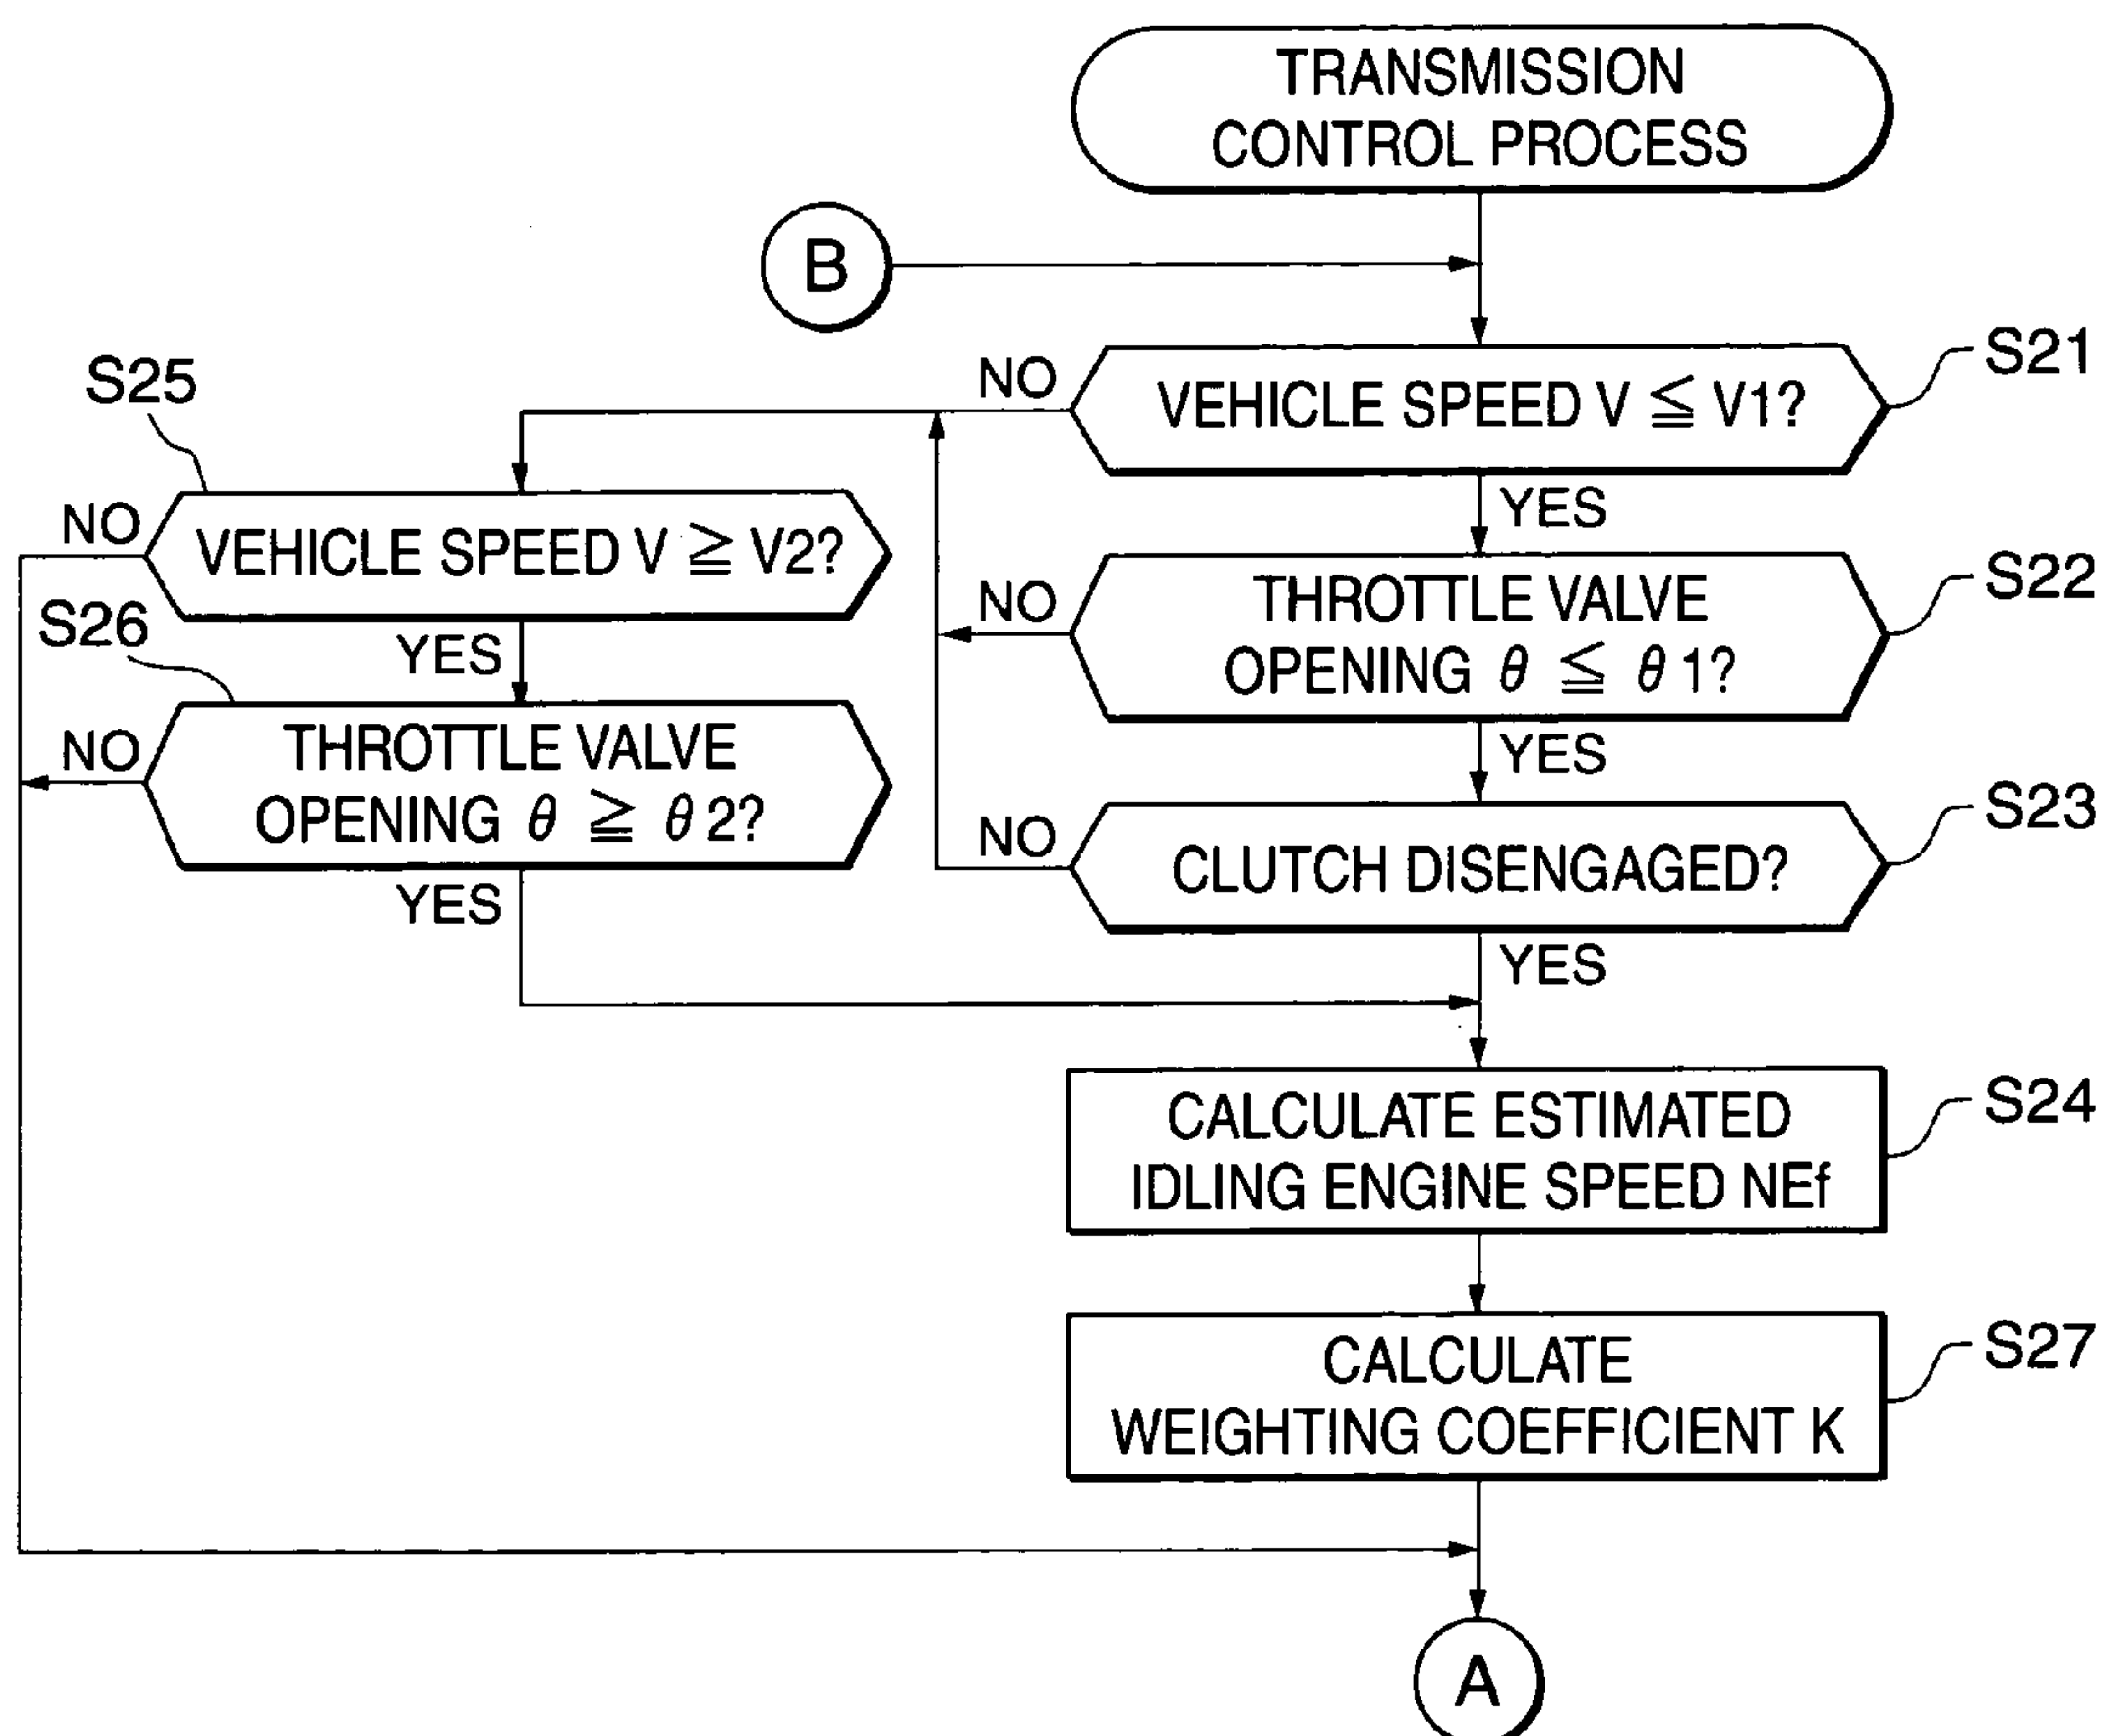 TRANSMISSION
CONTROL PROCESS
B
S21
NO
VEHICLE SPEED V ≦ V1?
YES
S25
NO
VEHICLE SPEED V ≧ V2?
YES
S22
NO
THROTTLE VALVE
OPENING θ ≦ θ 1?
YES
S26
NO
THROTTLE VALVE
OPENING θ ≧ θ 2?
YES
S23
NO
CLUTCH DISENGAGED?
YES
S24
CALCULATE ESTIMATED
IDLING ENGINE SPEED NEf
S27
CALCULATE
WEIGHTING COEFFICIENT K
A